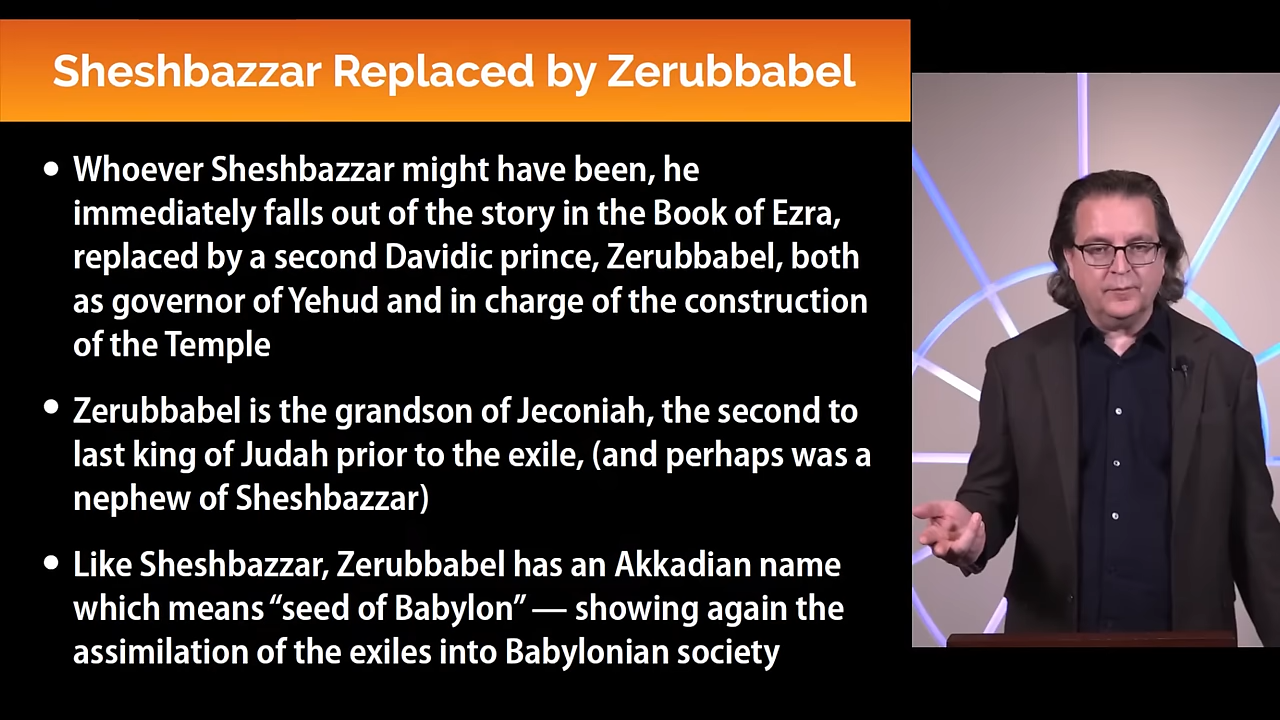 Sheshbazzar Replaced by Zerubbabel
• Whoever Sheshbazzar might have been, he
immediately falls out of the story in the Book of Ezra,
replaced by a second Davidic prince, Zerubbabel, both
as governor of Yehud and in charge of the construction
of the Temple
• Zerubbabel is the grandson of Jeconiah, the second to
last king of Judah prior to the exile, (and perhaps was a
nephew of Sheshbazzar)
• Like Sheshbazzar, Zerubbabel has an Akkadian name
which means “seed of Babylon” — showing again the
assimilation of the exiles into Babylonian society